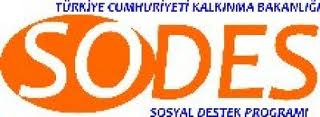 TÜRKİYE CUMHURİYETİ KALKINMA BAKANLIĞI
SODES
SOSYAL DESTEK PROGRAMI